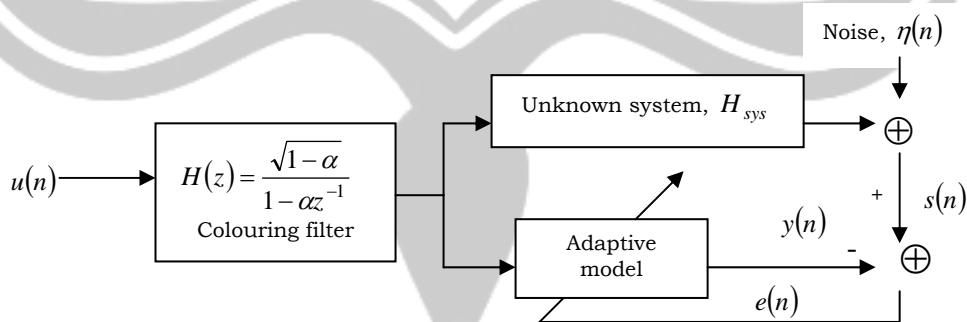 Noise, η(n)
Unknown system, H_sys
u(n)
H(z) = √(1 − α) / (1 − αz⁻¹)
Colouring filter
+
s(n)
Adaptive
model
y(n)
-
e(n)